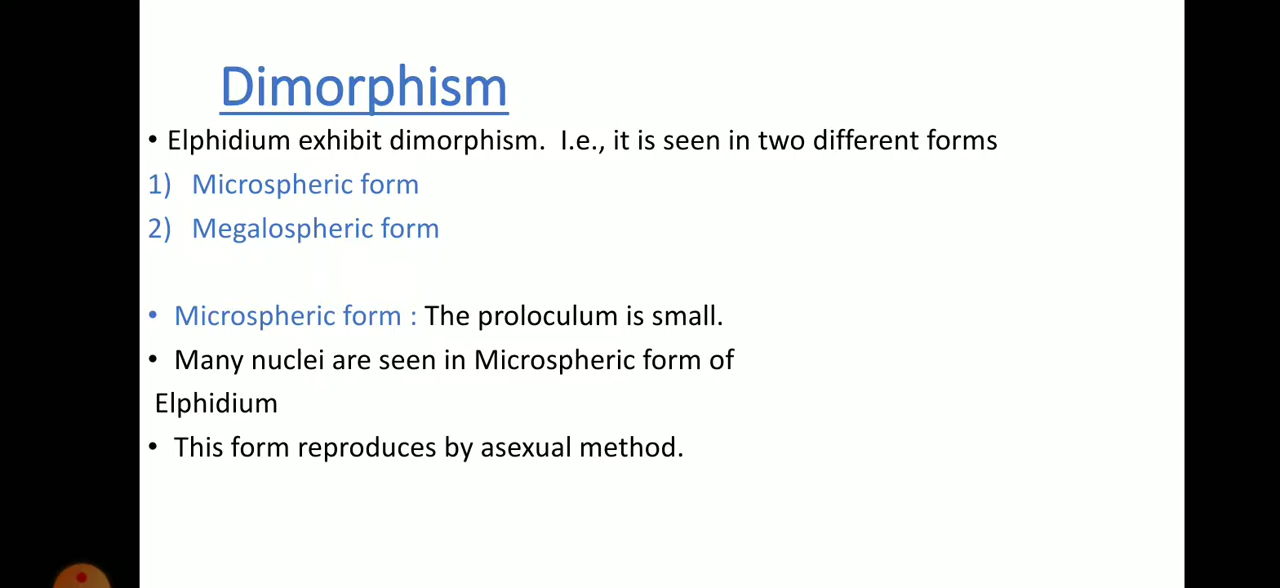 Dimorphism
• Elphidium exhibit dimorphism. I.e., it is seen in two different forms
1) Microspheric form
2) Megalospheric form
• Microspheric form : The proloculum is small.
• Many nuclei are seen in Microspheric form of
Elphidium
• This form reproduces by asexual method.